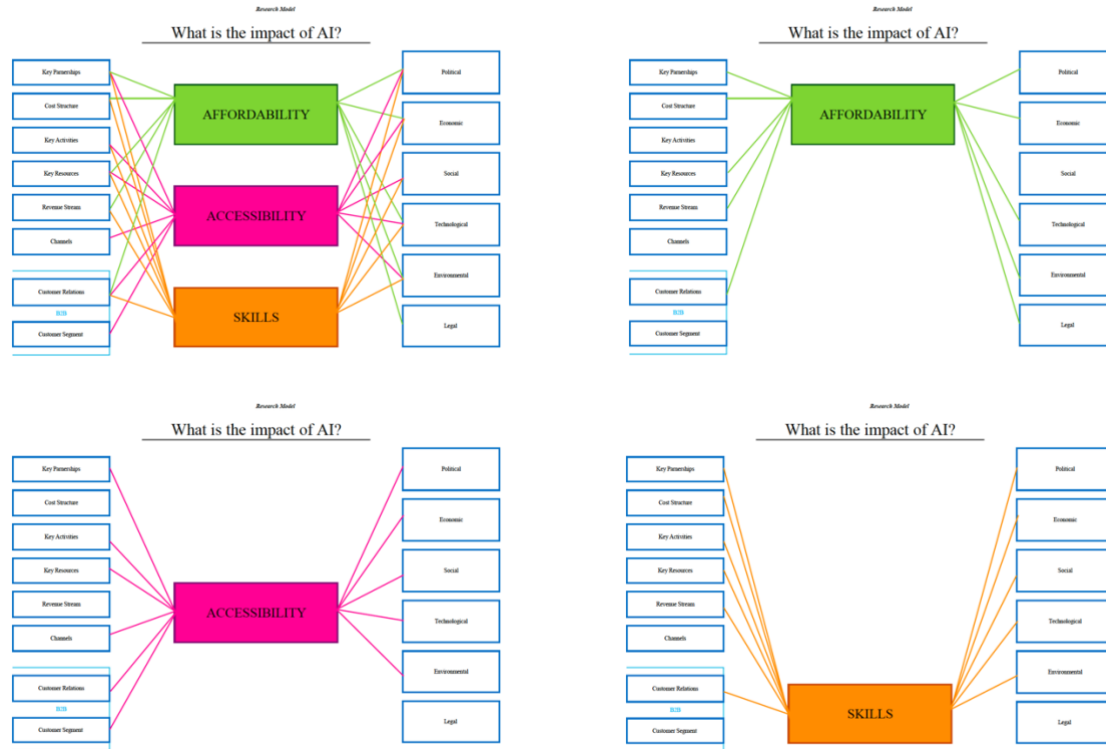 Research Model
What is the impact of AI?
Key Parnerships
Cost Structure
Key Activities
Key Resources
Revenue Stream
Channels
Customer Relations
B2B
Customer Segment
AFFORDABILITY
ACCESSIBILITY
SKILLS
Political
Economic
Social
Technological
Environmental
Legal
Research Model
What is the impact of AI?
Key Parnerships
Cost Structure
Key Activities
Key Resources
Revenue Stream
Channels
Customer Relations
B2B
Customer Segment
AFFORDABILITY
Political
Economic
Social
Technological
Environmental
Legal
Research Model
What is the impact of AI?
Key Parnerships
Cost Structure
Key Activities
Key Resources
Revenue Stream
Channels
Customer Relations
B2B
Customer Segment
ACCESSIBILITY
Political
Economic
Social
Technological
Environmental
Legal
Research Model
What is the impact of AI?
Key Parnerships
Cost Structure
Key Activities
Key Resources
Revenue Stream
Channels
Customer Relations
B2B
Customer Segment
SKILLS
Political
Economic
Social
Technological
Environmental
Legal